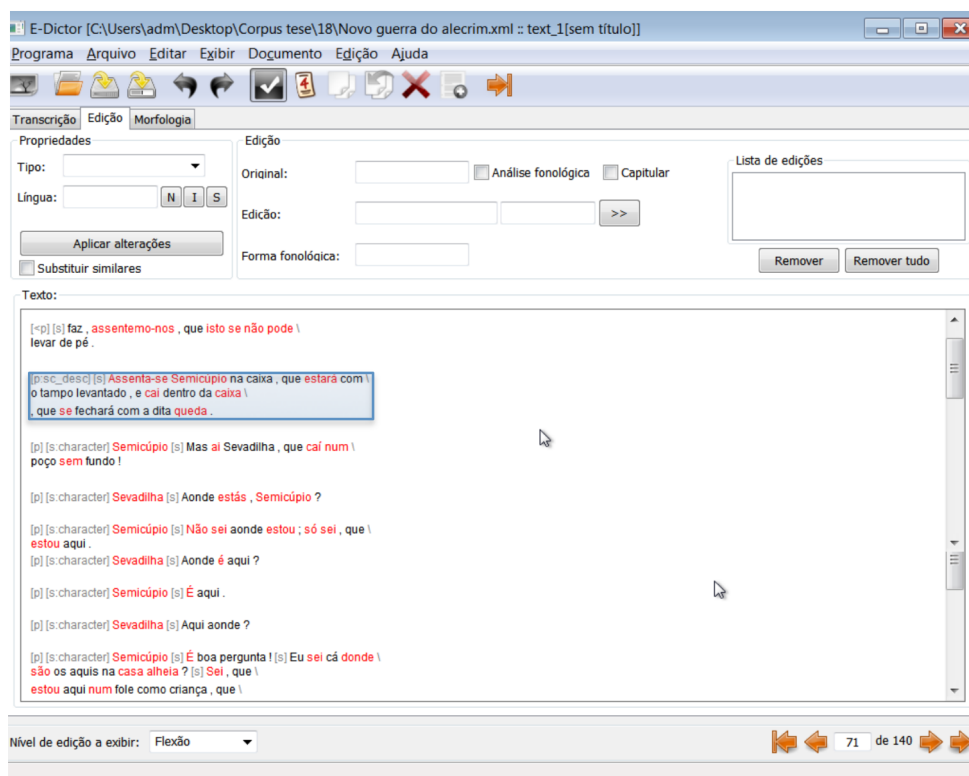 E-Dictor [C:\Users\adm\Desktop\Corpus tese\18\Novo guerra do alecrim.xml :: text_1[sem título]]
Programa Arquivo Editar Exibir Documento Edição Ajuda
Transcrição Edição Morfologia
Propriedades
Tipo:
Língua: N I S
Aplicar alterações
Substituir similares
Edição
Original: Análise fonológica Capitular
Edição: >>
Forma fonológica:
Lista de edições
Remover Remover tudo
Texto:
[<p] [s] faz , assentemo-nos , que isto se não pode \
levar de pé .
[p:sc_desc] [s] Assenta-se Semicúpio na caixa , que estará com \
o tampo levantado , e cai dentro da caixa \
, que se fechará com a dita queda .
[p] [s:character] Semicúpio [s] Mas ai Sevadilha , que caí num \
poço sem fundo !
[p] [s:character] Sevadilha [s] Aonde estás , Semicúpio ?
[p] [s:character] Semicúpio [s] Não sei aonde estou ; só sei , que \
estou aqui .
[p] [s:character] Sevadilha [s] Aonde é aqui ?
[p] [s:character] Semicúpio [s] É aqui .
[p] [s:character] Sevadilha [s] Aqui aonde ?
[p] [s:character] Semicúpio [s] É boa pergunta ! [s] Eu sei cá donde \
são os aquis na casa alheia ? [s] Sei , que \
estou aqui num fole como criança , que \
Nível de edição a exibir: Flexão
71 de 140